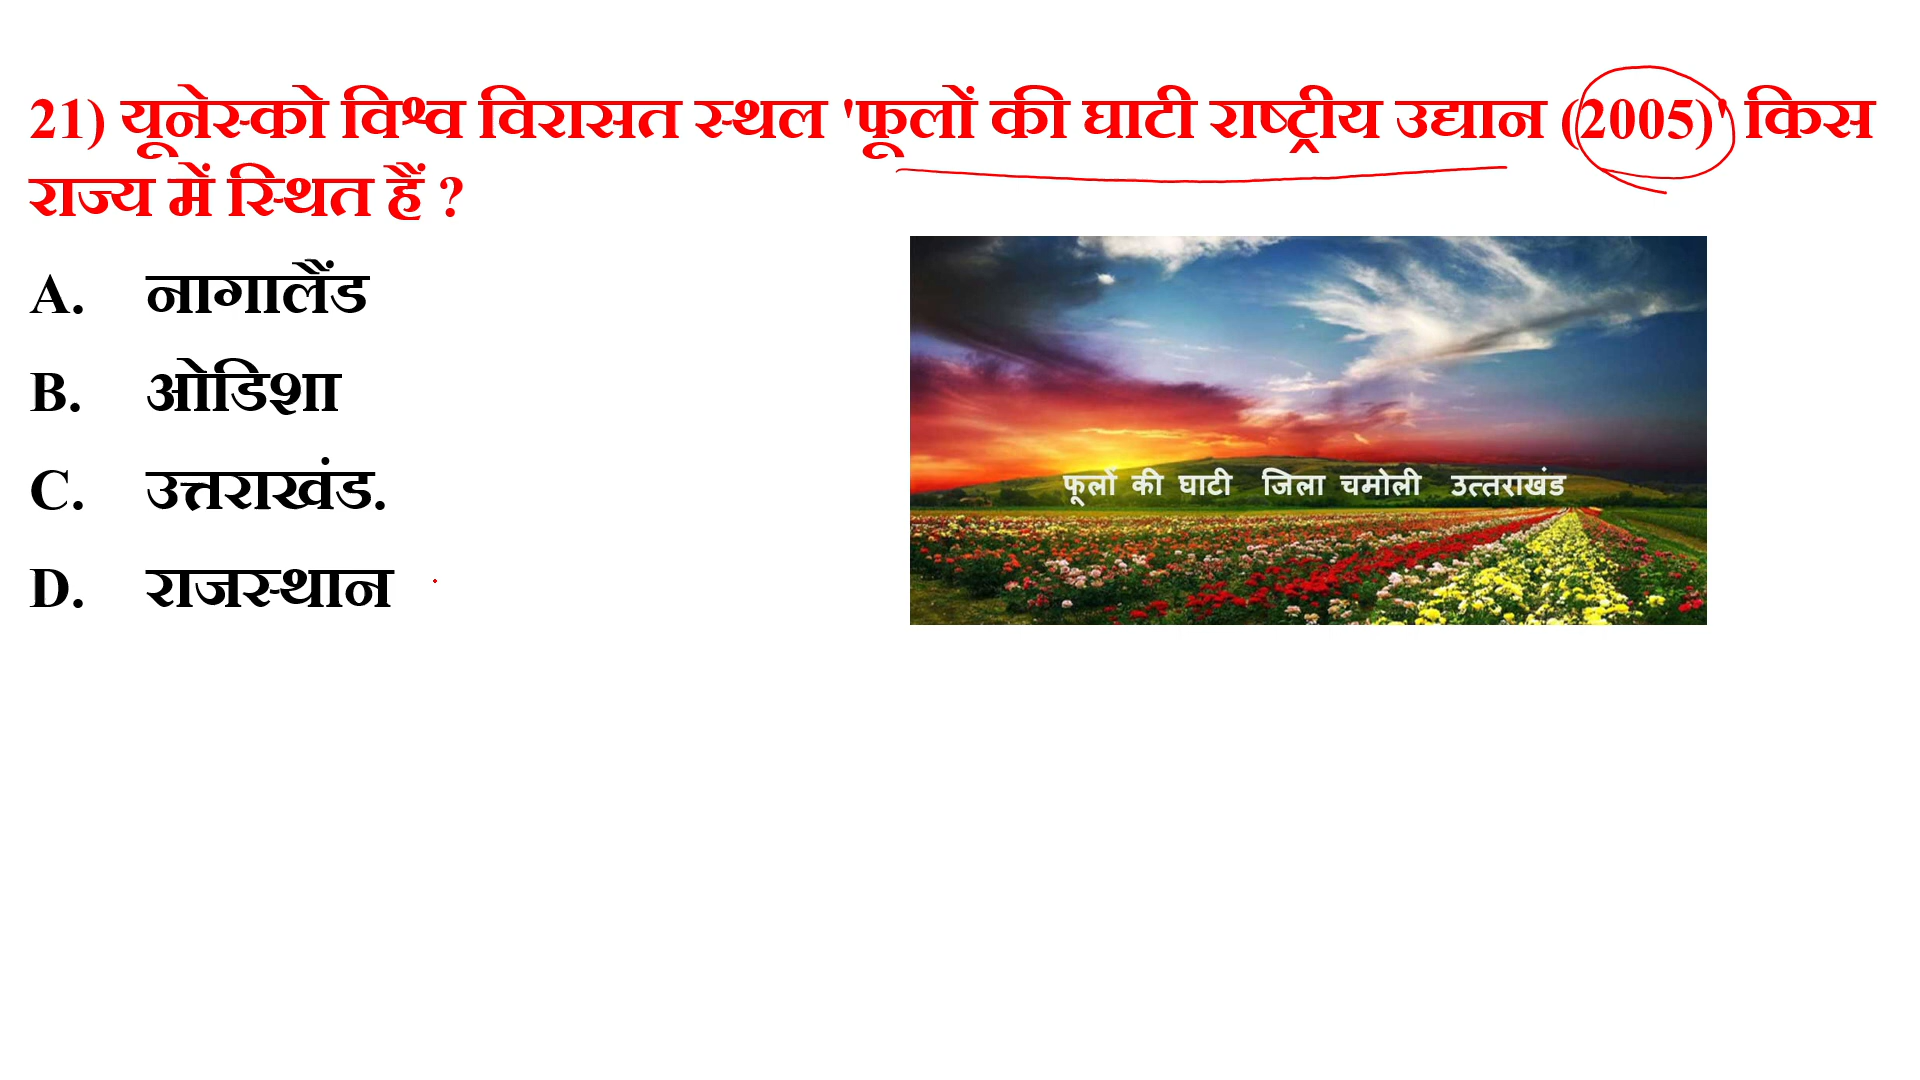 21) यूनेस्को विश्व विरासत स्थल 'फूलों की घाटी राष्ट्रीय उद्यान (2005)' किस
राज्य में स्थित हैं ?
A. नागालैंड
B. ओडिशा
C. उत्तराखंड.
D. राजस्थान
फूलों की घाटी जिला चमोली उत्तराखंड